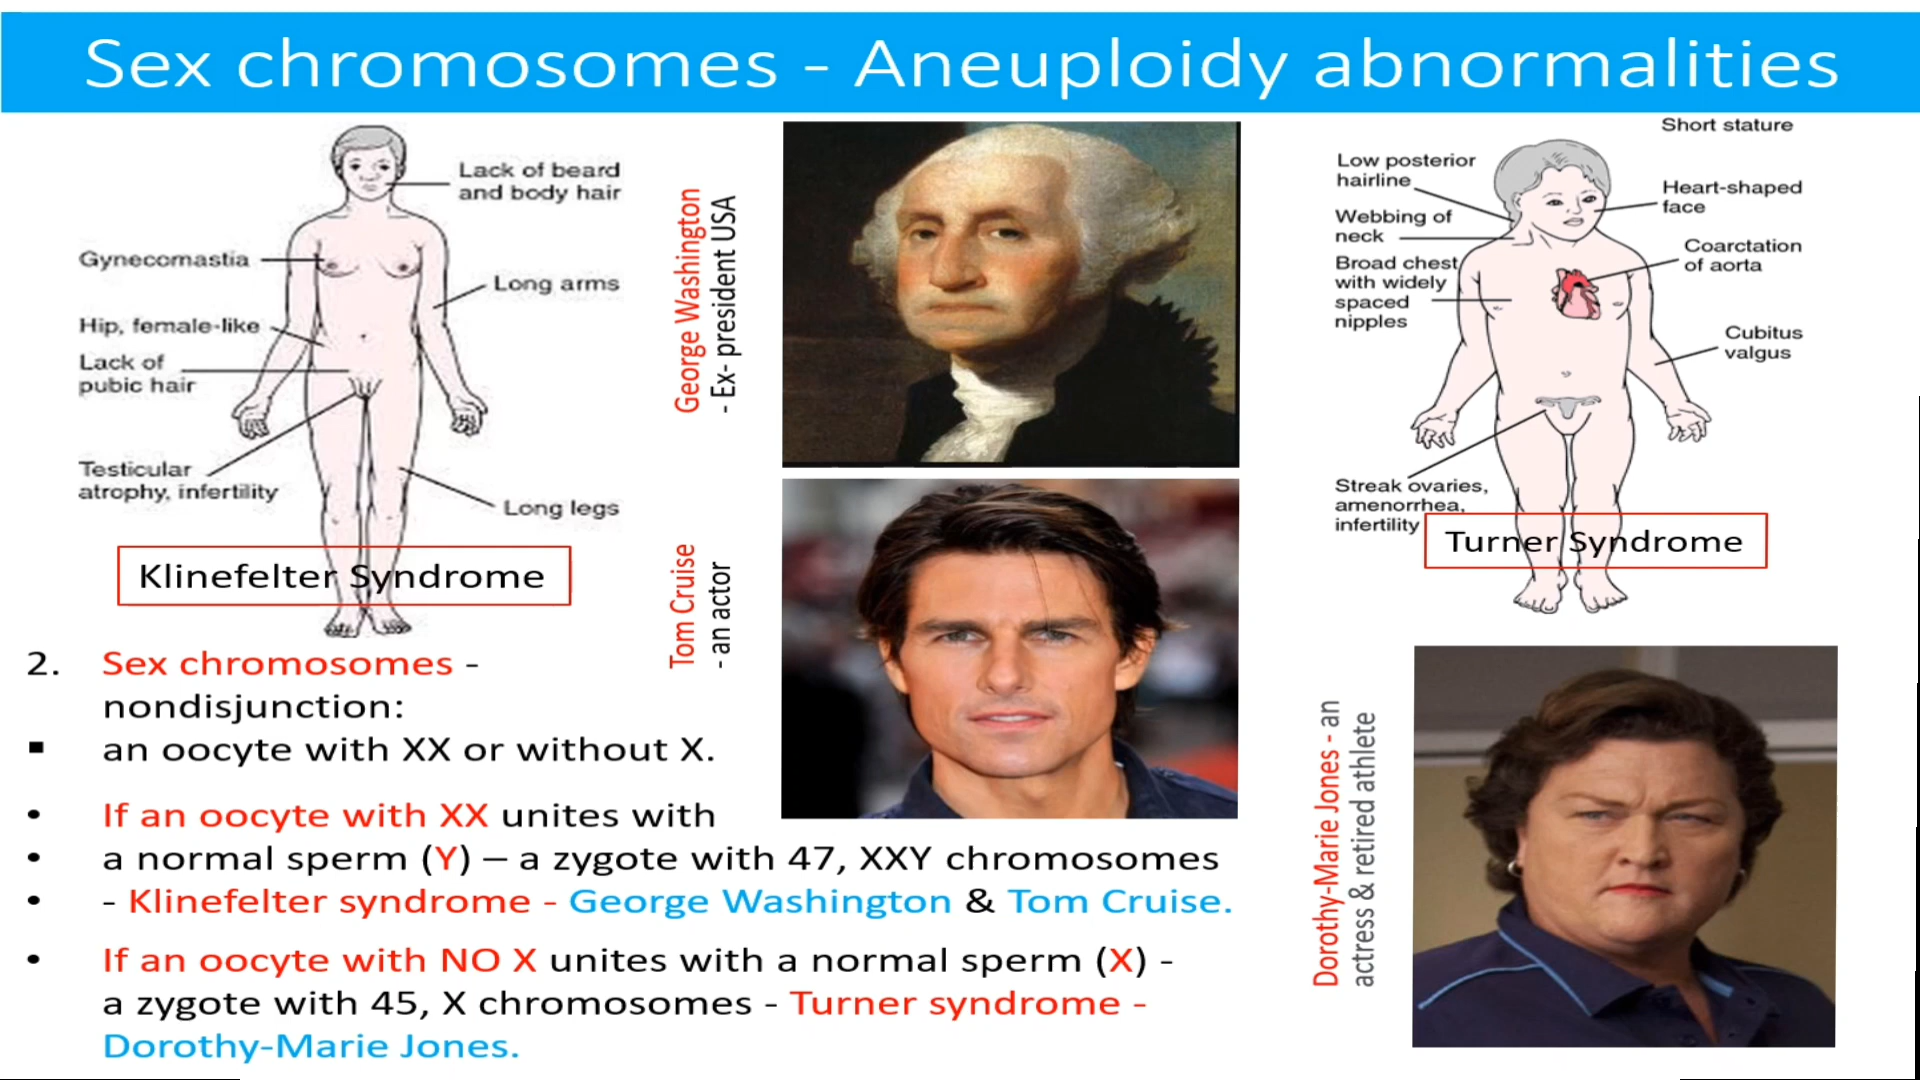 Sex chromosomes - Aneuploidy abnormalities
Lack of beard
and body hair
Gynecomastia
Long arms
Hip, female-like
Lack of
pubic hair
Testicular
atrophy, infertility
Long legs
Klinefelter Syndrome
George Washington
- Ex- president USA
Tom Cruise
- an actor
Short stature
Low posterior
hairline
Heart-shaped
face
Webbing of
neck
Coarctation
of aorta
Broad chest
with widely
spaced
nipples
Cubitus
valgus
Streak ovaries,
amenorrhea,
infertility
Turner Syndrome
Dorothy-Marie Jones - an
actress & retired athlete
2. Sex chromosomes -
nondisjunction:
▪ an oocyte with XX or without X.
• If an oocyte with XX unites with
• a normal sperm (Y) – a zygote with 47, XXY chromosomes
• - Klinefelter syndrome - George Washington & Tom Cruise.
• If an oocyte with NO X unites with a normal sperm (X) -
a zygote with 45, X chromosomes - Turner syndrome -
Dorothy-Marie Jones.